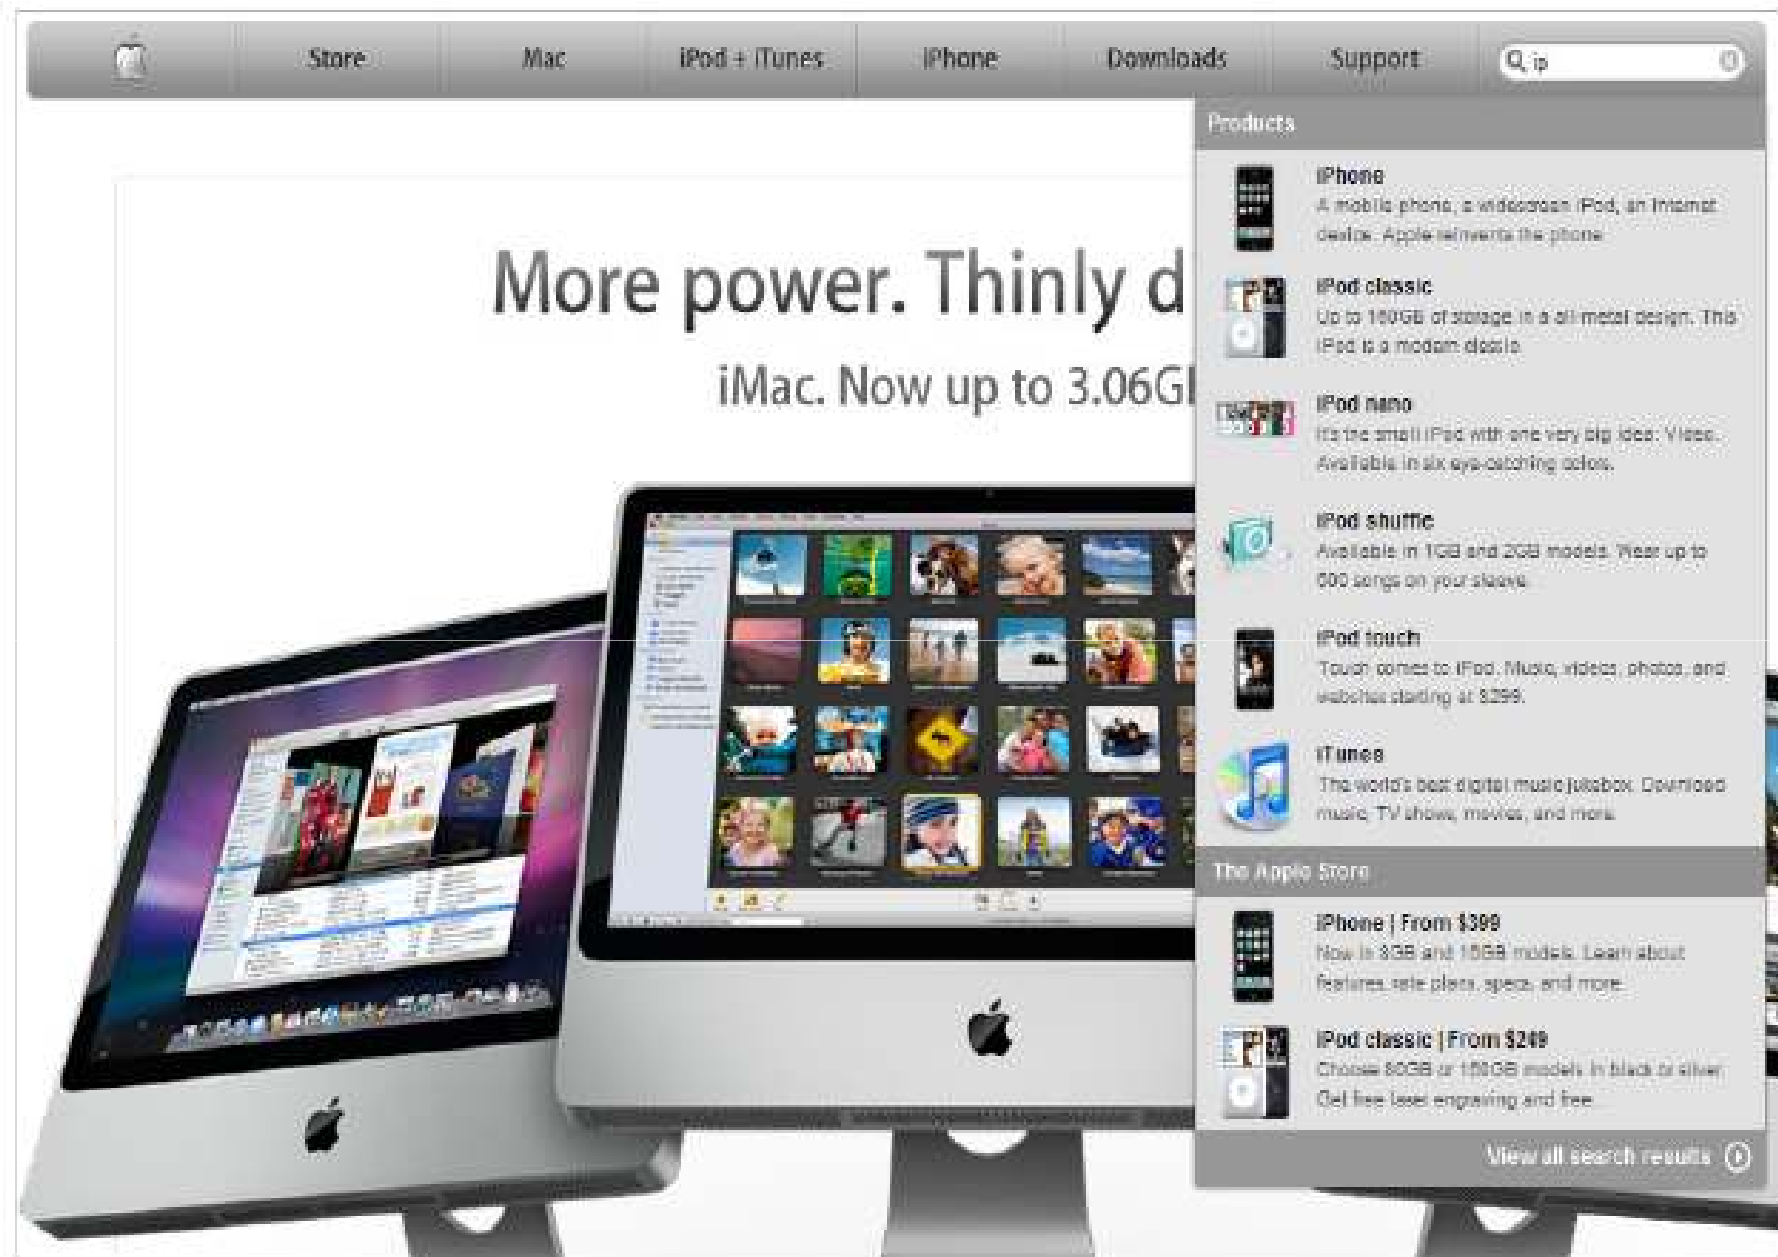 Store
Mac
iPod + iTunes
iPhone
Downloads
Support
ip
More power. Thinly d
iMac. Now up to 3.06G
Products
iPhone
A mobile phone, a widescreen iPod, an Internet
device. Apple reinvents the phone
iPod classic
Up to 160GB of storage in a all-metal design. This
iPod is a modern classic
iPod nano
It's the small iPod with one very big idea: Video.
Available in six eye-catching colors.
iPod shuffle
Available in 1GB and 2GB models. Wear up to
500 songs on your sleeve.
iPod touch
Touch comes to iPod. Music, videos, photos, and
websites starting at $299.
iTunes
The world's best digital music jukebox. Download
music, TV shows, movies, and more
The Apple Store
iPhone | From $399
Now in 8GB and 16GB models. Learn about
features, rate plans, specs, and more
iPod classic | From $249
Choose 80GB or 160GB models in black or silver.
Get free laser engraving and free
View all search results